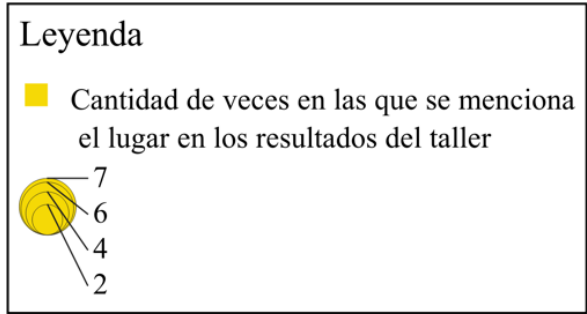 Leyenda
Cantidad de veces en las que se menciona
el lugar en los resultados del taller
7
6
4
2